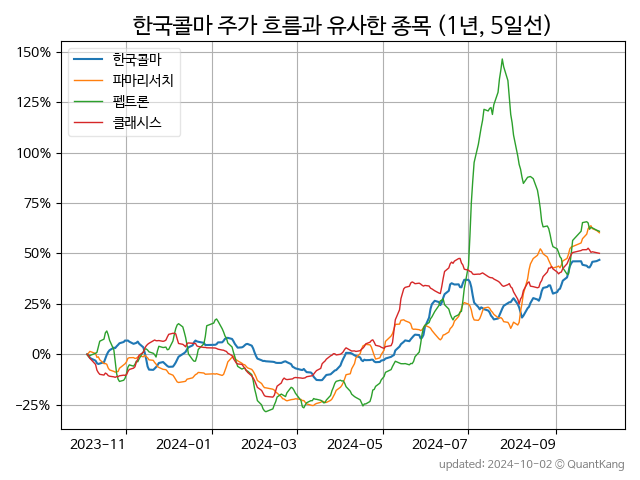 한국콜마 주가 흐름과 유사한 종목 (1년, 5일선)
한국콜마
파마리서치
펩트론
클래시스
150%
125%
100%
75%
50%
25%
0%
−25%
2023-11
2024-01
2024-03
2024-05
2024-07
2024-09
updated: 2024-10-02 © QuantKang